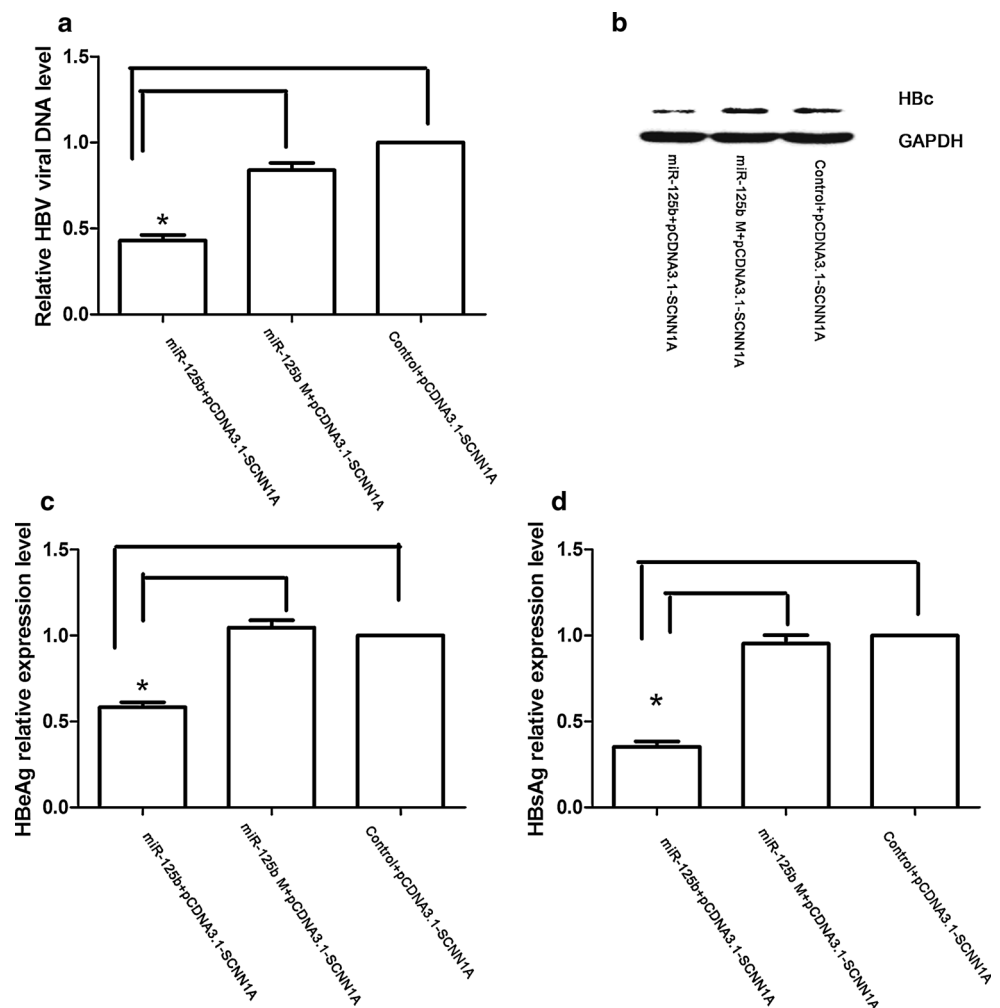 a
Relative HBV viral DNA level
1.5
1.0
0.5
0.0
*
miR-125b+pCDNA3.1-SCNN1A
miR-125b M+pCDNA3.1-SCNN1A
Control+pCDNA3.1-SCNN1A
b
HBc
GAPDH
miR-125b+pCDNA3.1-SCNN1A
miR-125b M+pCDNA3.1-SCNN1A
Control+pCDNA3.1-SCNN1A
c
HBeAg relative expression level
1.5
1.0
0.5
0.0
*
miR-125b+pCDNA3.1-SCNN1A
miR-125b M+pCDNA3.1-SCNN1A
Control+pCDNA3.1-SCNN1A
d
HBsAg relative expression level
1.5
1.0
0.5
0.0
*
miR-125b+pCDNA3.1-SCNN1A
miR-125b M+pCDNA3.1-SCNN1A
Control+pCDNA3.1-SCNN1A